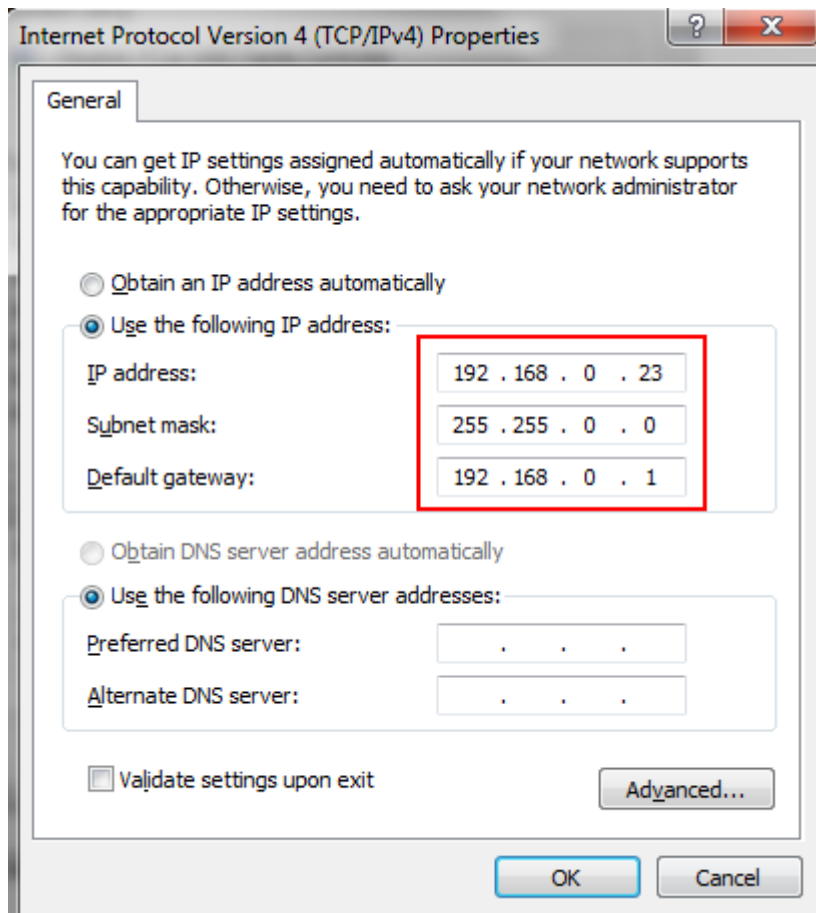 Internet Protocol Version 4 (TCP/IPv4) Properties
General
You can get IP settings assigned automatically if your network supports
this capability. Otherwise, you need to ask your network administrator
for the appropriate IP settings.
Obtain an IP address automatically
Use the following IP address:
IP address: 192 . 168 . 0 . 23
Subnet mask: 255 . 255 . 0 . 0
Default gateway: 192 . 168 . 0 . 1
Obtain DNS server address automatically
Use the following DNS server addresses:
Preferred DNS server: . . .
Alternate DNS server: . . .
Validate settings upon exit
Advanced...
OK Cancel